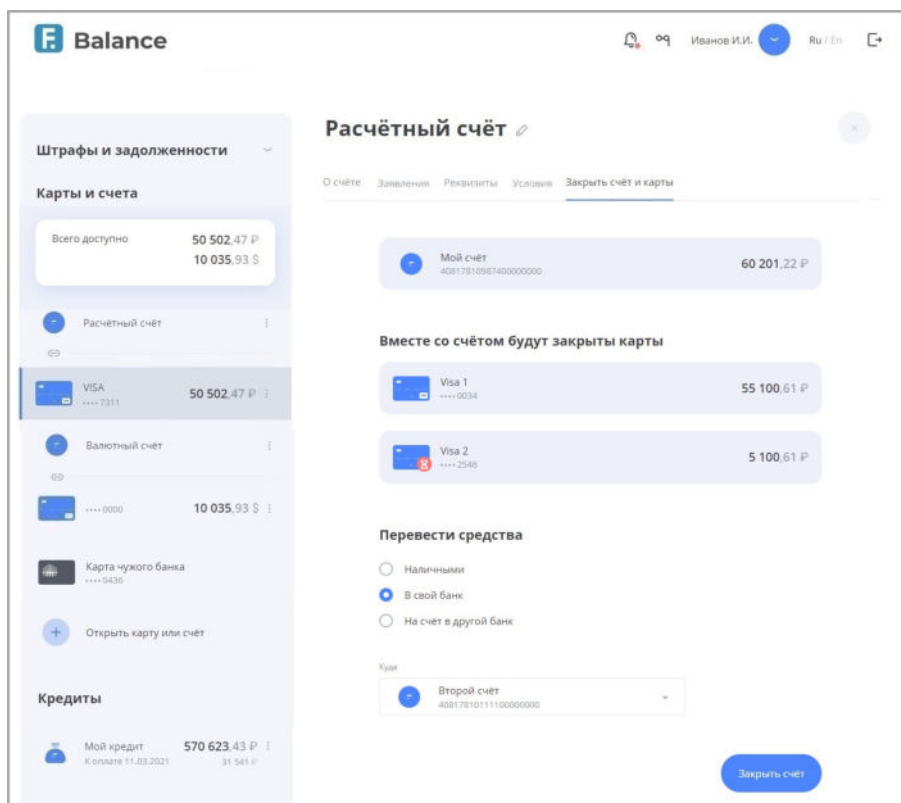 Balance
Иванов И.И.
Ru / En
Штрафы и задолженности
Карты и счета
Всего доступно 50 502,47 ₽
10 035,93 $
Расчётный счёт
VISA 50 502,47 ₽
•••• 7311
Валютный счёт
•••• 0000 10 035,93 $
Карта чужого банка
•••• 9436
Открыть карту или счёт
Кредиты
Мой кредит 570 623,43 ₽
К оплате 11.03.2021 31 541 ₽
Расчётный счёт
О счёте Заявления Реквизиты Условия Закрыть счёт и карты
Мой счёт 60 201,22 ₽
Вместе со счётом будут закрыты карты
Visa 1 55 100,61 ₽
•••• 0034
Visa 2 5 100,61 ₽
•••• 2546
Перевести средства
Наличными
В свой банк
На счёт в другой банк
Куда
Второй счёт
40817810111100000000
Закрыть счёт